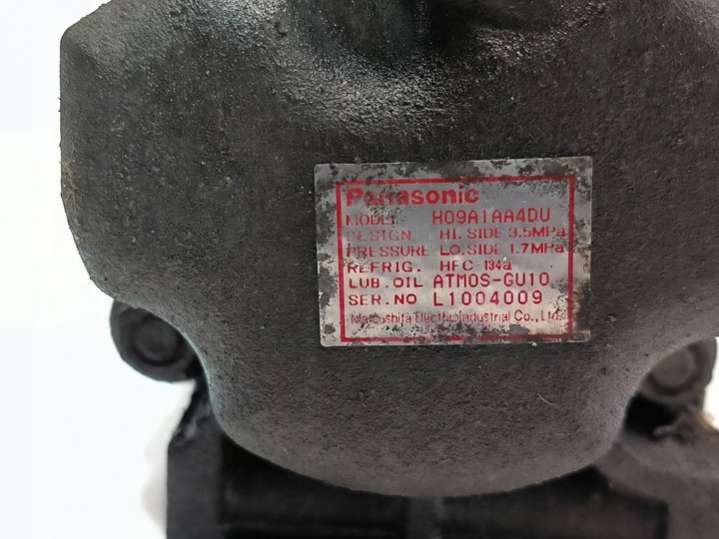 Panasonic
MODEL H09A1AA4DU
DESIGN HI.SIDE 3.5MPa
PRESSURE LO.SIDE 1.7MPa
REFRIG. HFC 134a
LUB.OIL ATMOS-GU10
SER.NO L1004009
Matsushita Electric Industrial Co., Ltd.